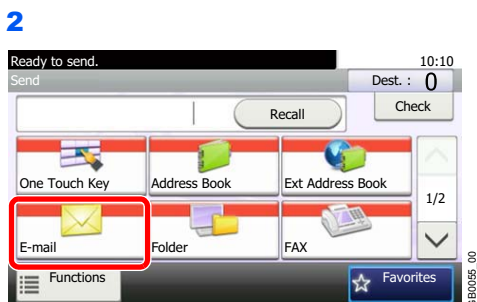 2
Ready to send. 10:10
Send Dest. : 0
Recall Check
One Touch Key Address Book Ext Address Book
1/2
E-mail Folder FAX
Functions Favorites